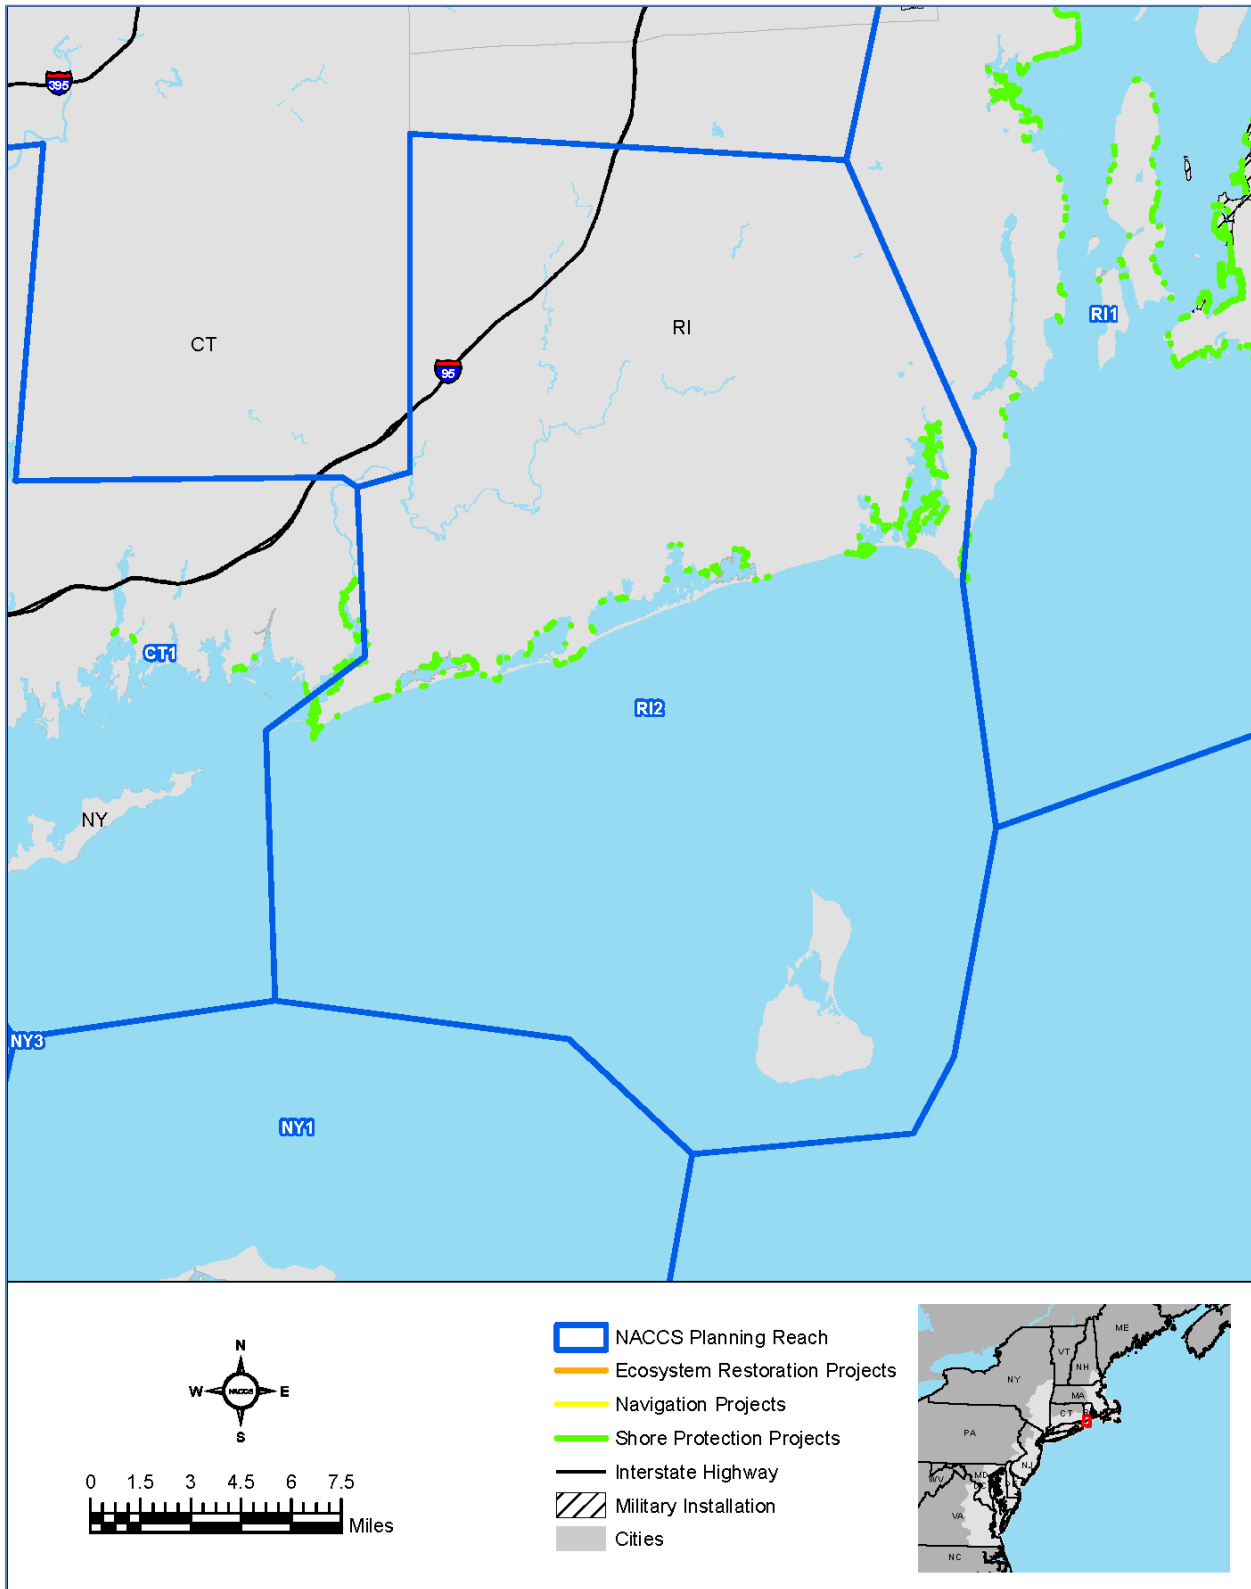 395
CT
RI
RI1
95
CT1
RI2
NY
NY3
NY1
N
W NACCS E
S
0 1.5 3 4.5 6 7.5
Miles
NACCS Planning Reach
Ecosystem Restoration Projects
Navigation Projects
Shore Protection Projects
Interstate Highway
Military Installation
Cities
ME
VT
NH
NY
MA
CT
PA
NJ
MD
WV
VA
NC